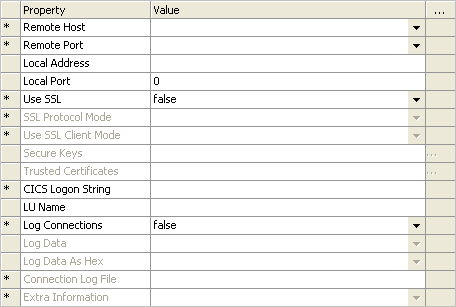 Property Value ...
* Remote Host
* Remote Port
Local Address
Local Port 0
* Use SSL false
* SSL Protocol Mode
* Use SSL Client Mode
Secure Keys ...
Trusted Certificates ...
* CICS Logon String
LU Name
* Log Connections false
Log Data
Log Data As Hex
* Connection Log File
* Extra Information